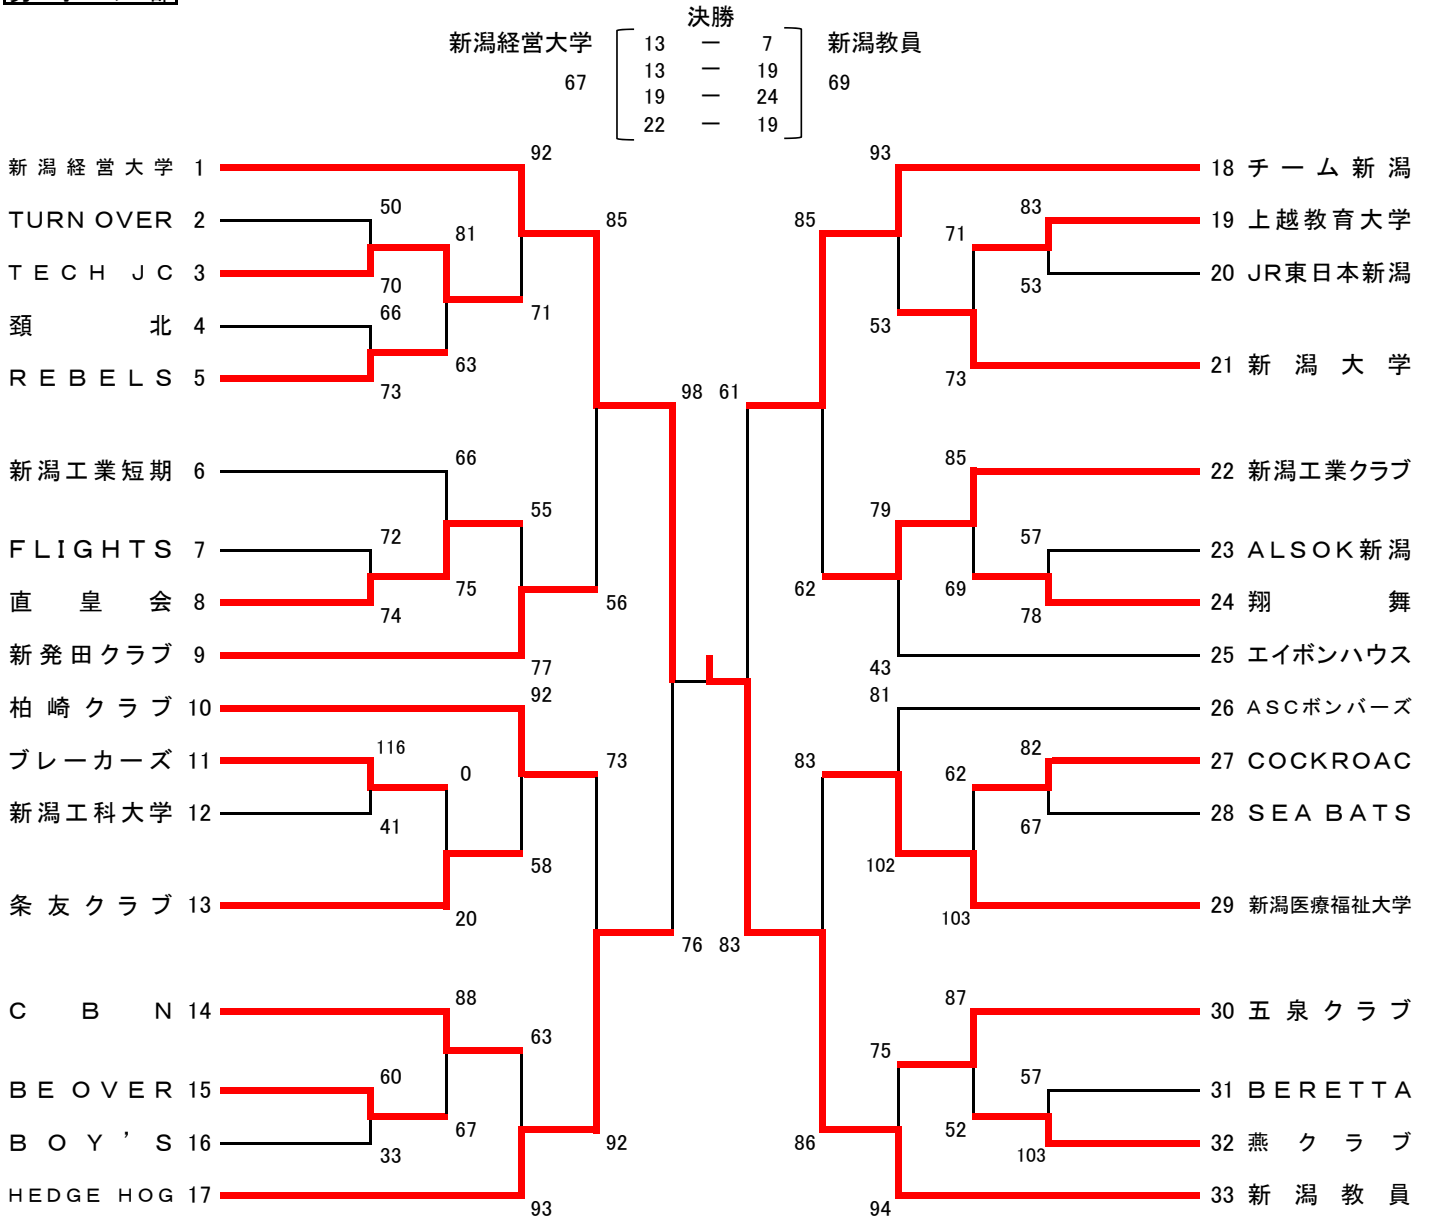 決勝
新潟経営大学 13 － 7 新潟教員
67 13 － 19 69
19 － 24
22 － 19
92 93
新潟経営大学 1 18 チーム新潟
50 83
TURN OVER 2 81 85 85 71 19 上越教育大学
TECH JC 3 20 JR東日本新潟
70 53
66 71 53
頚北 4
63 73 21 新潟大学
REBELS 5
73 98 61
66 85
新潟工業短期 6 22 新潟工業クラブ
55 79
72 57
FLIGHTS 7 23 ALSOK新潟
75 56 62 69
直皇会 8 24 翔舞
74 78
新発田クラブ 9 25 エイボンハウス
77 43
92 81
柏崎クラブ 10 26 ASCボンバーズ
116 82
ブレーカーズ 11 0 73 83 62 27 COCKROAC
新潟工科大学 12 28 SEA BATS
41 67
58 102
条友クラブ 13 29 新潟医療福祉大学
20 103
76 83
88 87
CBN 14 30 五泉クラブ
63 75
60 57
BE OVER 15 31 BERETTA
67 52
BOY'S 16 92 86 32 燕クラブ
33 103
HEDGE HOG 17 33 新潟教員
93 94